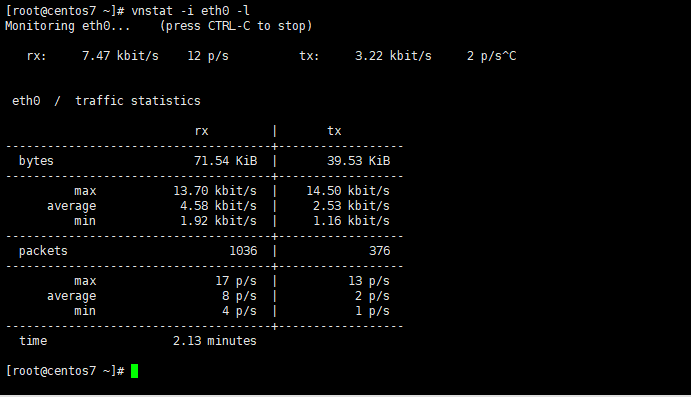 [root@centos7 ~]# vnstat -i eth0 -l
Monitoring eth0...    (press CTRL-C to stop)
   rx:     7.47 kbit/s    12 p/s          tx:     3.22 kbit/s     2 p/s^C
 eth0  /  traffic statistics
                           rx         |       tx
--------------------------------------+------------------
  bytes                    71.54 KiB  |       39.53 KiB
--------------------------------------+------------------
          max            13.70 kbit/s  |    14.50 kbit/s
      average             4.58 kbit/s  |     2.53 kbit/s
          min             1.92 kbit/s  |     1.16 kbit/s
--------------------------------------+------------------
  packets                       1036  |             376
--------------------------------------+------------------
          max                 17 p/s  |          13 p/s
      average                  8 p/s  |           2 p/s
          min                  4 p/s  |           1 p/s
--------------------------------------+------------------
  time                  2.13 minutes
[root@centos7 ~]#